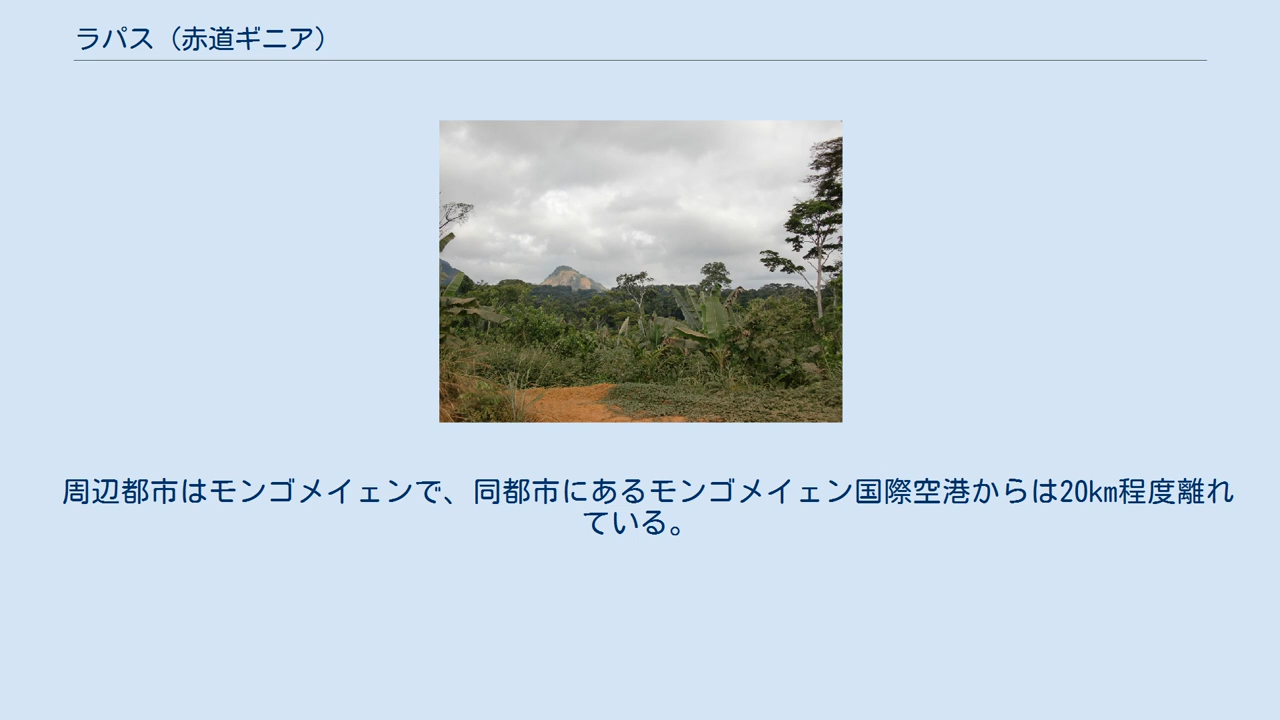 ラパス（赤道ギニア）
周辺都市はモンゴメイェンで、同都市にあるモンゴメイェン国際空港からは20km程度離れ
ている。